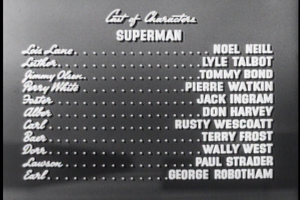 Cast of Characters
SUPERMAN
Lois Lane NOEL NEILL
Luthor LYLE TALBOT
Jimmy Olsen TOMMY BOND
Perry White PIERRE WATKIN
Foster JACK INGRAM
Albor DON HARVEY
Carl RUSTY WESCOATT
Baer TERRY FROST
Dorr WALLY WEST
Lawson PAUL STRADER
Earl GEORGE ROBOTHAM